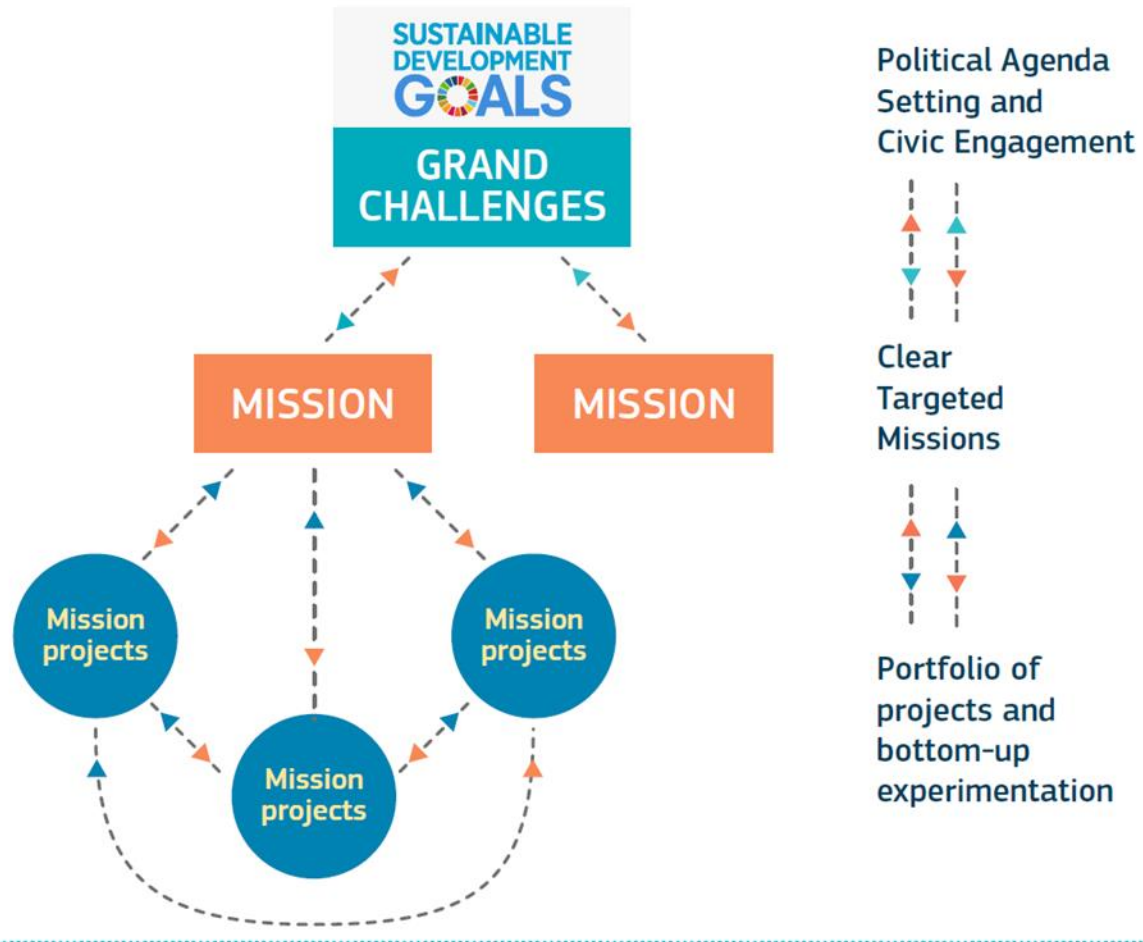 SUSTAINABLE
DEVELOPMENT
GOALS
GRAND
CHALLENGES
MISSION
MISSION
Mission
projects
Mission
projects
Mission
projects
Political Agenda
Setting and
Civic Engagement
Clear
Targeted
Missions
Portfolio of
projects and
bottom-up
experimentation